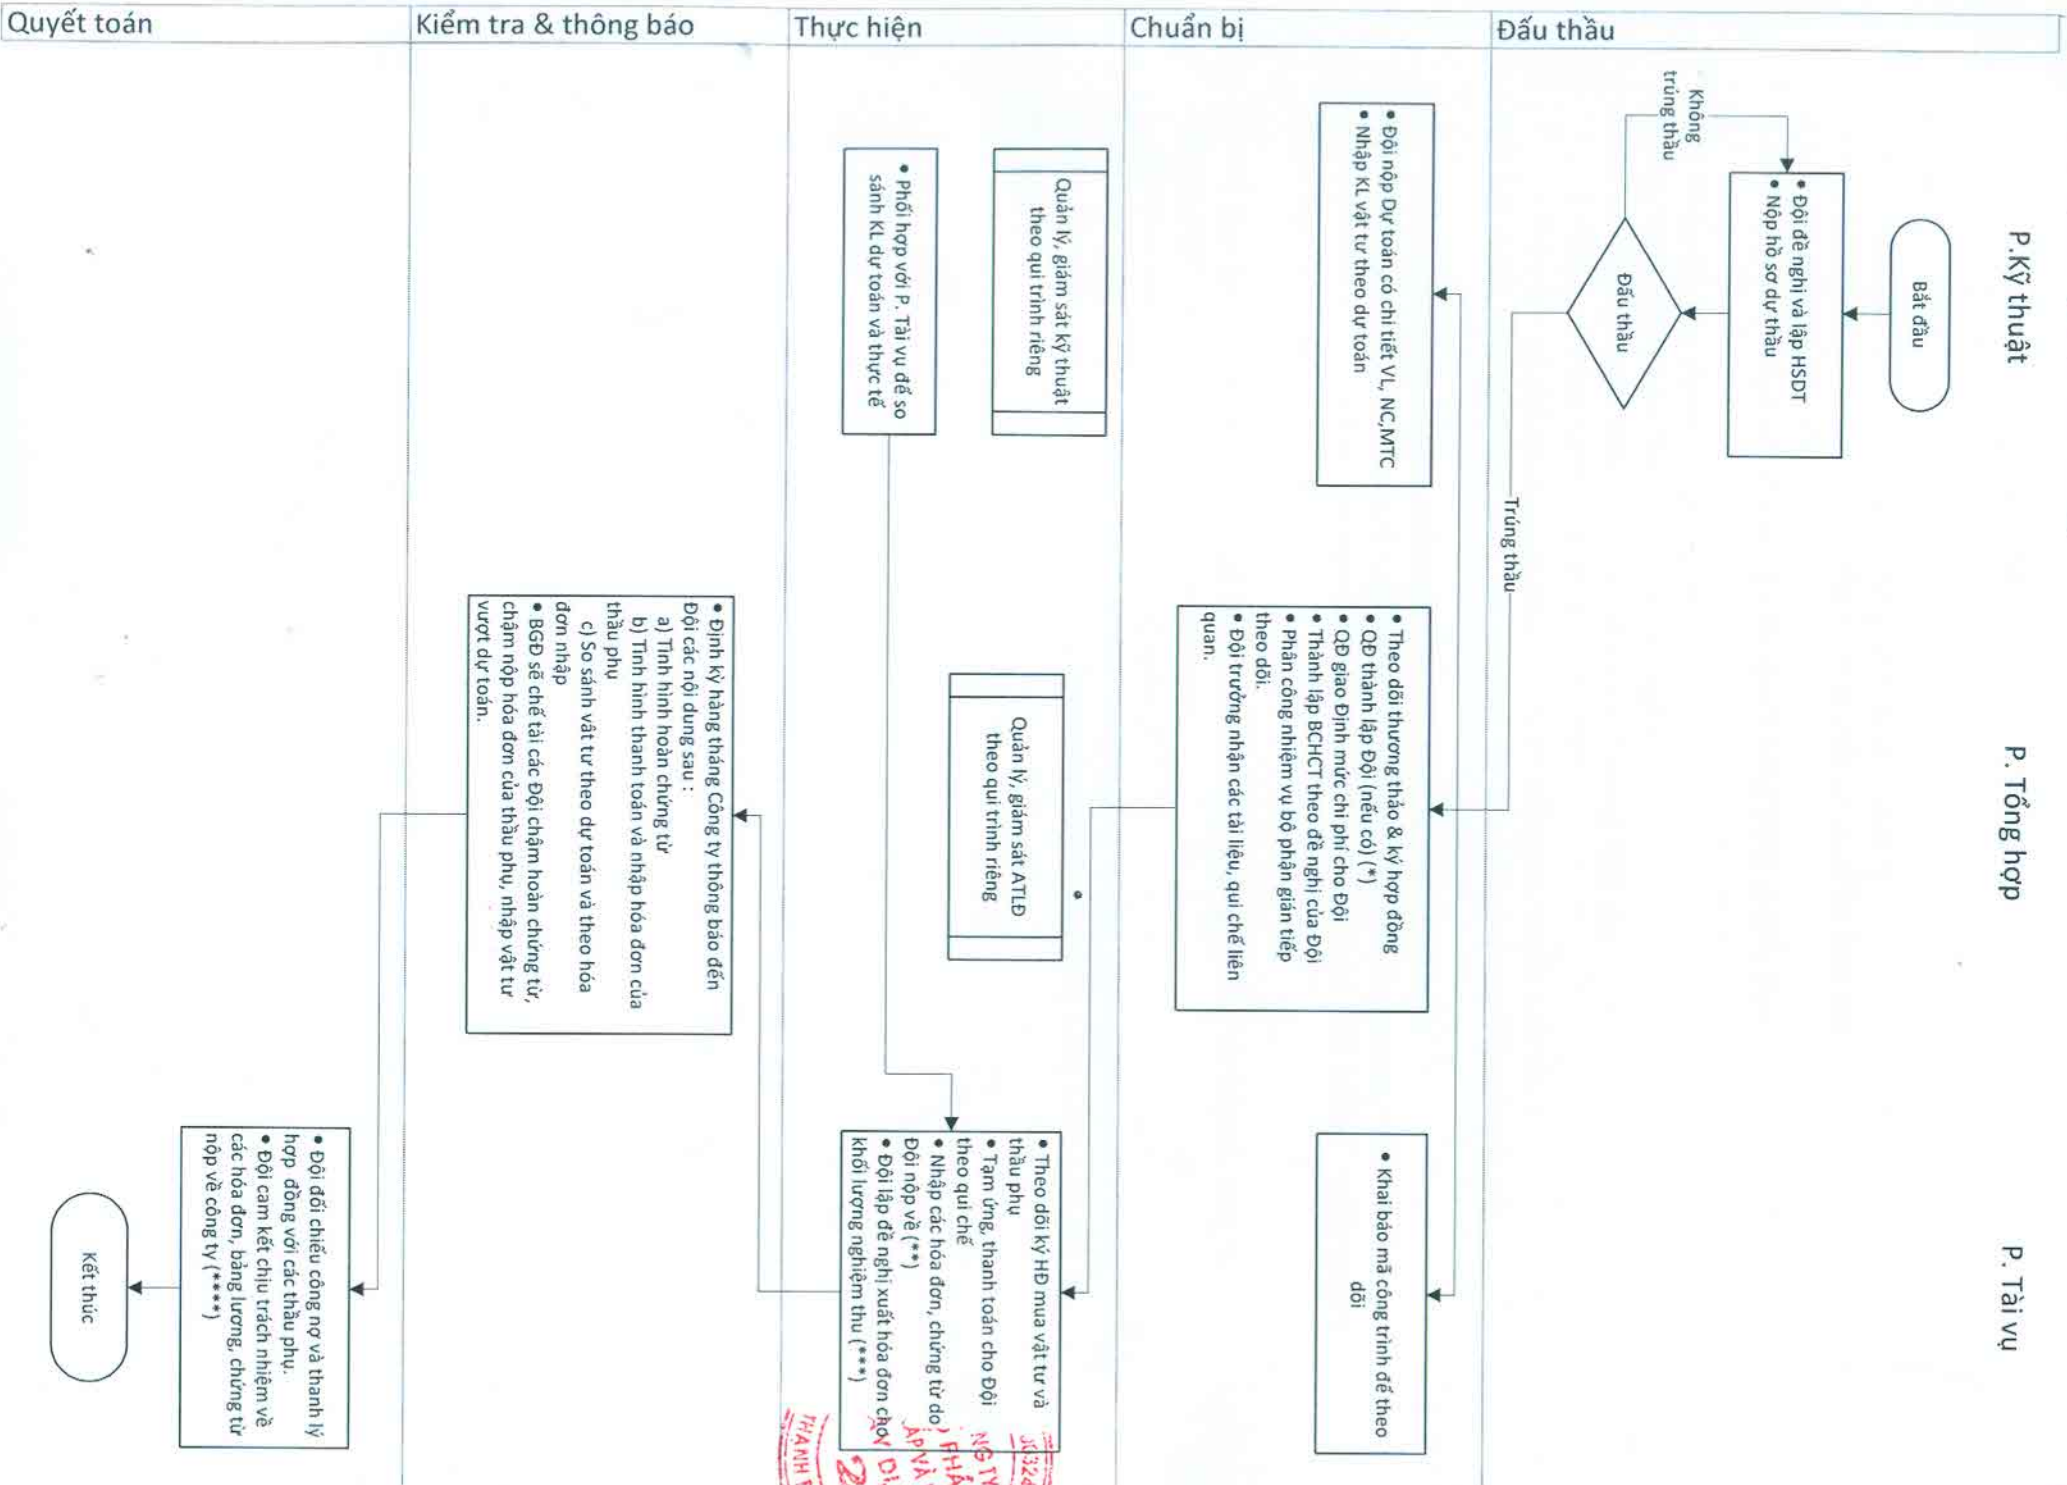 P.Kỹ thuật
P. Tổng hợp
P. Tài vụ
Đấu thầu
Bắt đầu
• Đội đề nghị và lập HSDT
• Nộp hồ sơ dự thầu
Không
trúng thầu
Đấu thầu
Trúng thầu
Chuẩn bị
• Đội nộp Dự toán có chi tiết VL, NC,MTC
• Nhập KL vật tư theo dự toán
• Theo dõi thương thảo & ký hợp đồng
• QĐ thành lập Đội (nếu có) (*)
• QĐ giao Định mức chi phí cho Đội
• Thành lập BCHCT theo đề nghị của Đội
• Phân công nhiệm vụ bộ phận gián tiếp
theo dõi.
• Đội trưởng nhận các tài liệu, qui chế liên
quan.
• Khai báo mã công trình để theo
dõi
Thực hiện
Quản lý, giám sát kỹ thuật
theo qui trình riêng
• Phối hợp với P. Tài vụ để so
sánh KL dự toán và thực tế
Quản lý, giám sát ATLĐ
theo qui trình riêng
• Theo dõi ký HĐ mua vật tư và
thầu phụ
• Tạm ứng, thanh toán cho Đội
theo qui chế
• Nhập các hóa đơn, chứng từ do
Đội nộp về (**)
• Đội lập đề nghị xuất hóa đơn cho
khối lượng nghiệm thu (***)
Kiểm tra & thông báo
• Định kỳ hàng tháng Công ty thông báo đến
Đội các nội dung sau :
a) Tình hình hoàn chứng từ
b) Tình hình thanh toán và nhập hóa đơn của
thầu phụ
c) So sánh vât tư theo dự toán và theo hóa
đơn nhập
• BGĐ sẽ chế tài các Đội chậm hoàn chứng từ,
chậm nộp hóa đơn của thầu phụ, nhập vật tư
vượt dự toán.
Quyết toán
• Đội đối chiếu công nợ và thanh lý
hợp đồng với các thầu phụ.
• Đội cam kết chịu trách nhiệm về
các hóa đơn, bảng lương, chứng từ
nộp về công ty (****)
Kết thúc